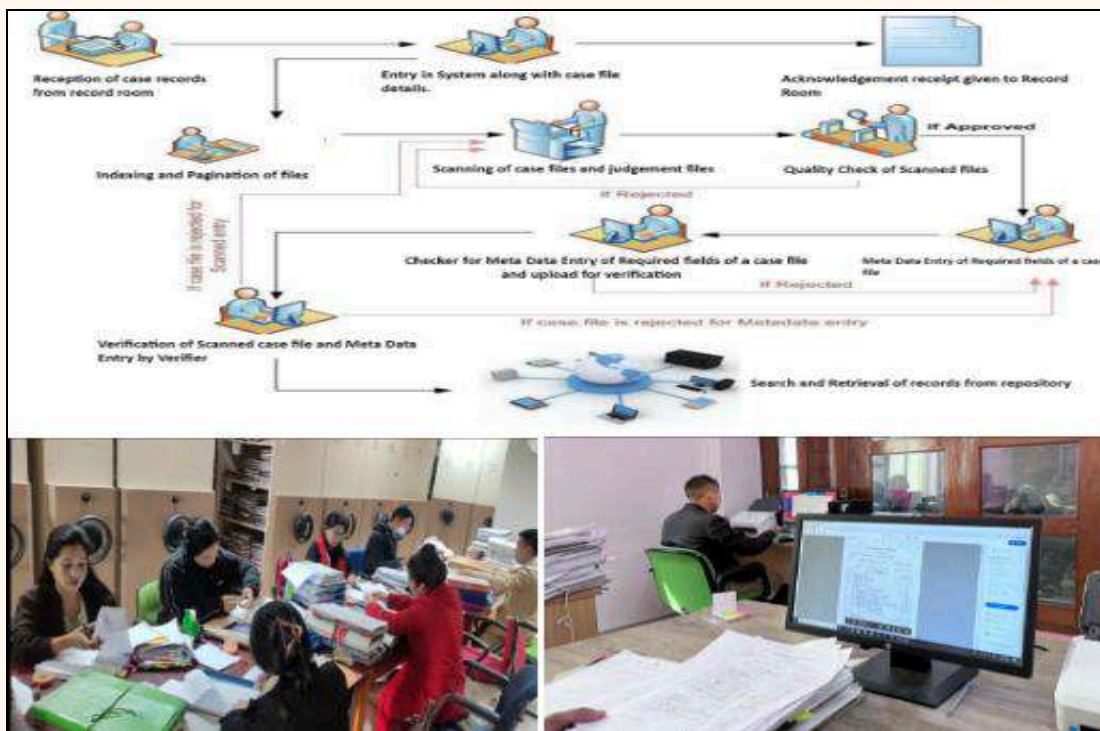 Reception of case records
from record room
Entry in System along with case file
details.
Acknowledgement receipt given to Record
Room
Indexing and Pagination of files
Scanning of case files and judgement files
If Approved
Quality Check of Scanned files
If Rejected
If case file is rejected for
Scanned entry
Checker for Meta Data Entry of Required fields of a case file
and upload for verification
Meta Data Entry of Required fields of a case
file
If Rejected
If case file is rejected for Metadata entry
Verification of Scanned case file and Meta Data
Entry by Verifier
Search and Retrieval of records from repository